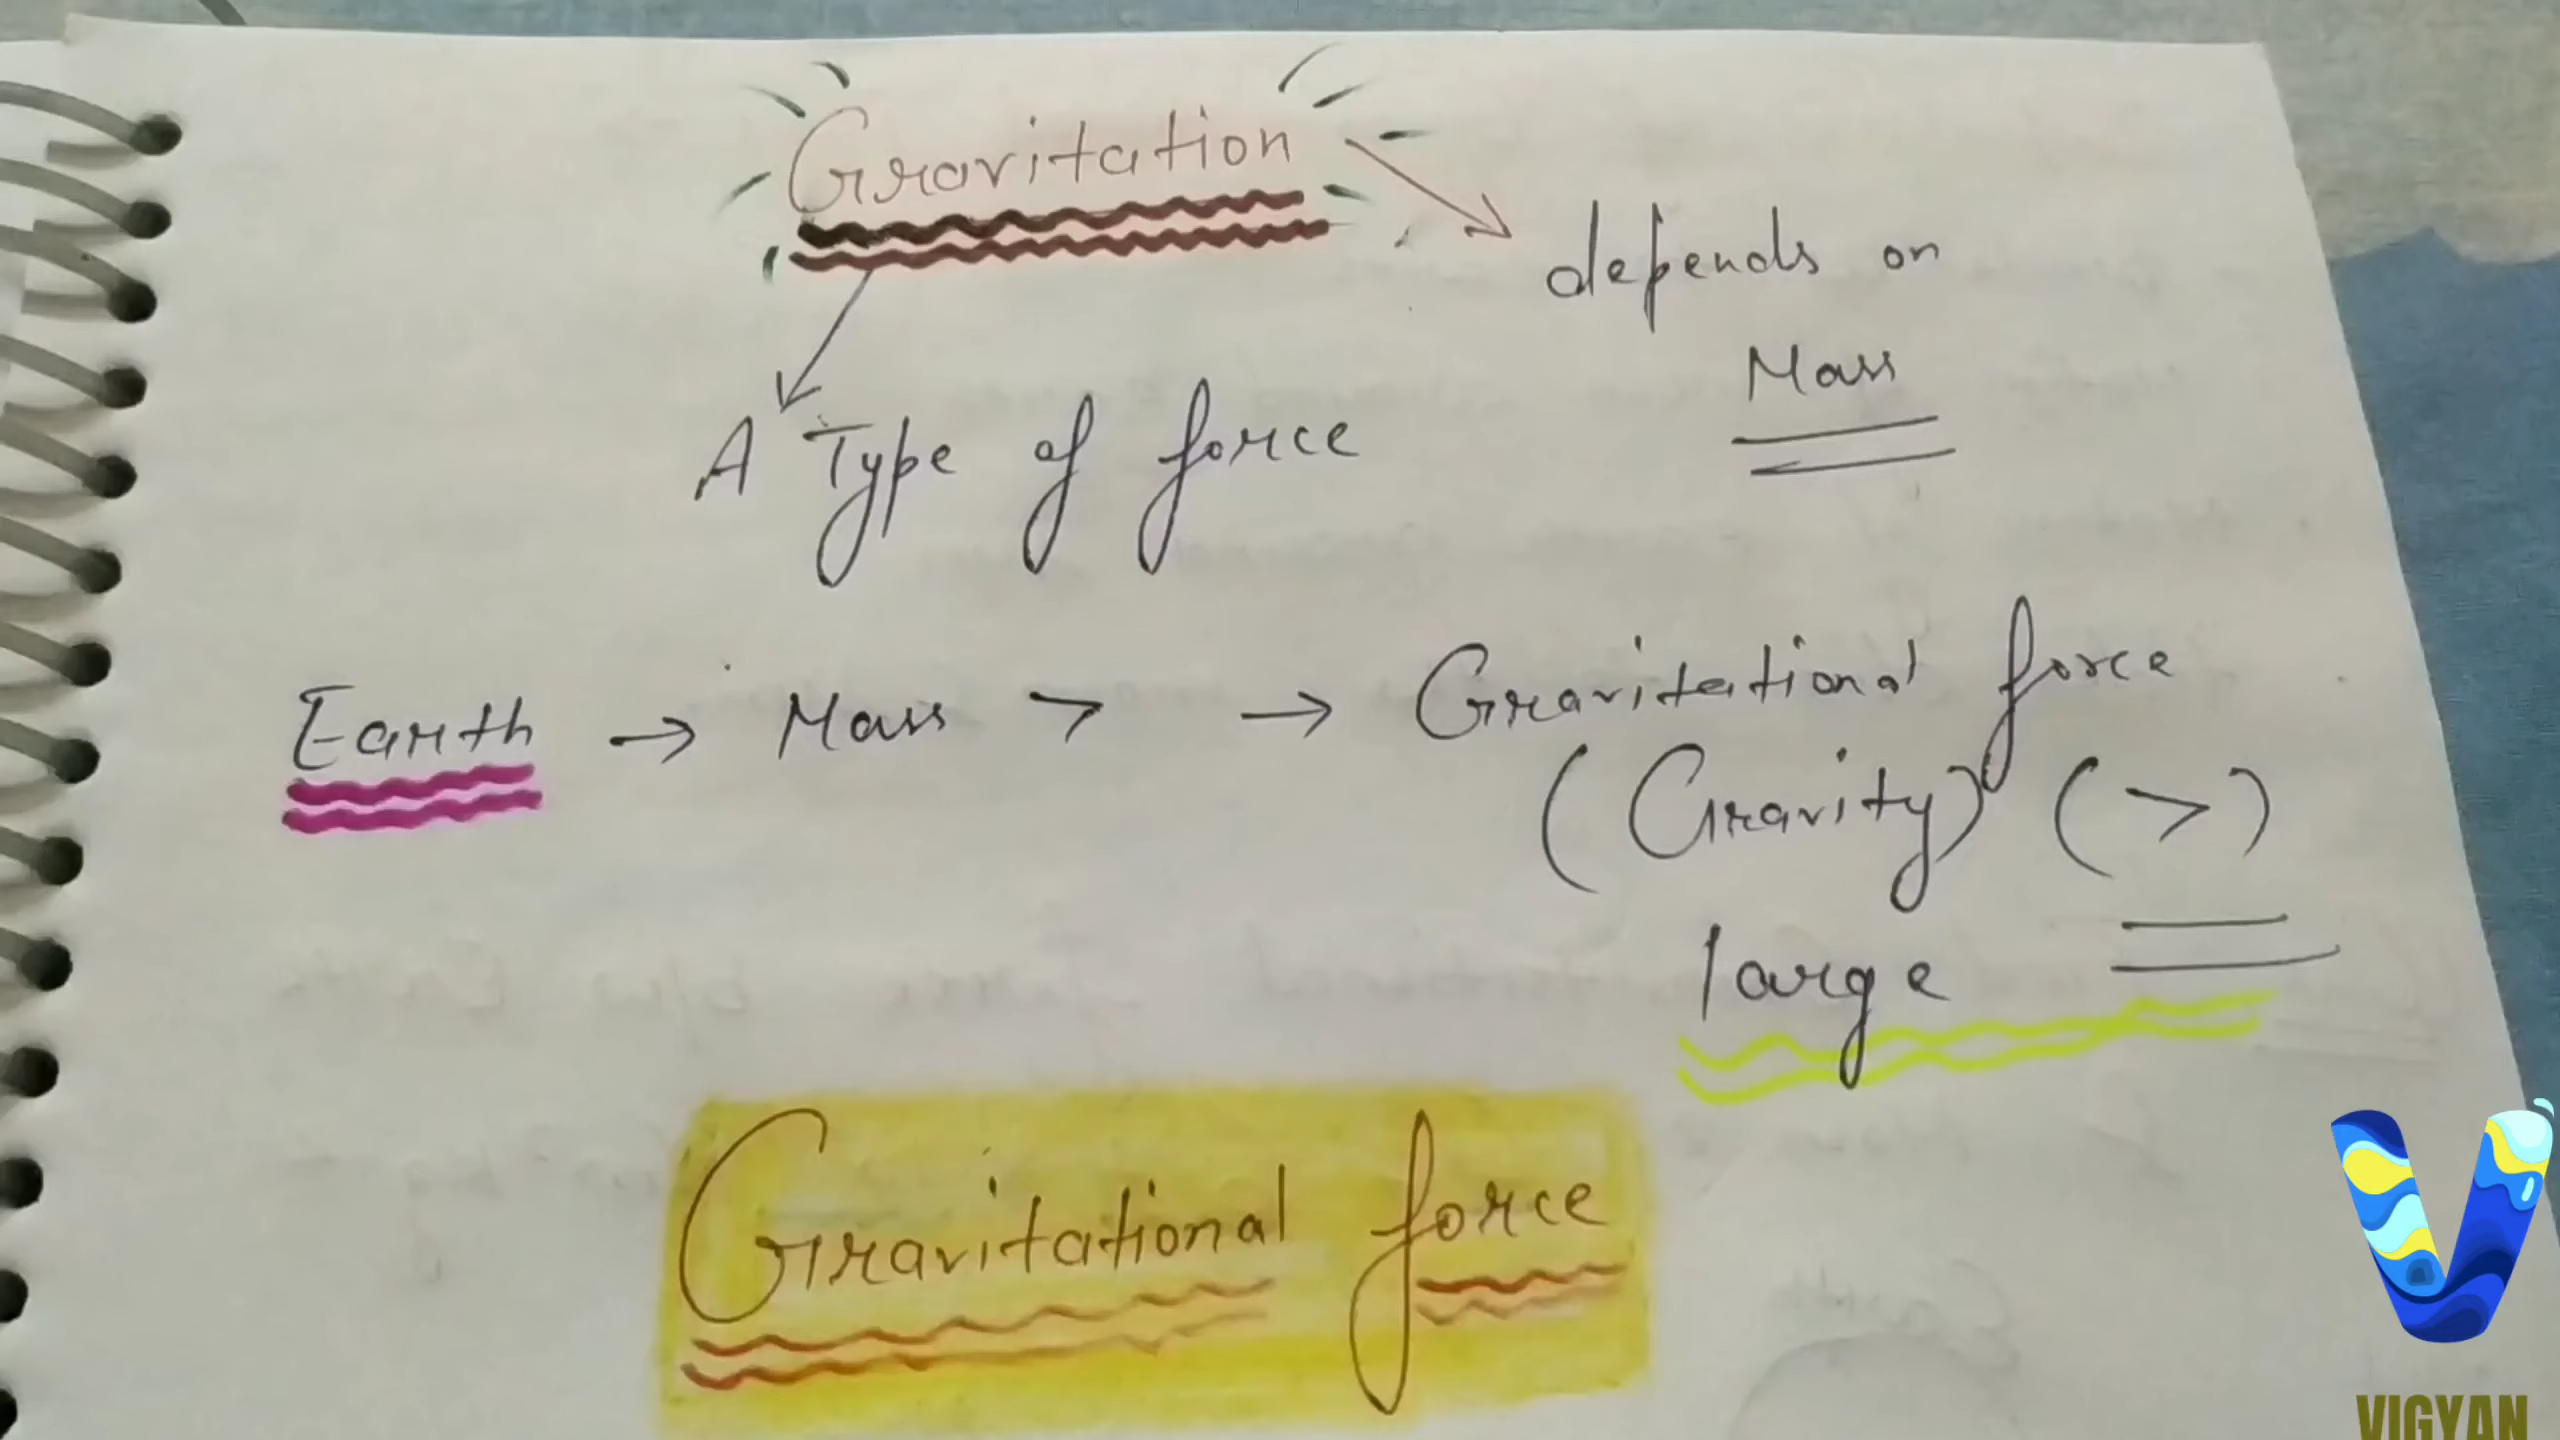 Gravitation
depends on
Mass
A Type of force
Earth → Mass > → Gravitational force
(Gravity) (>)
large
Gravitational force
VIGYAN